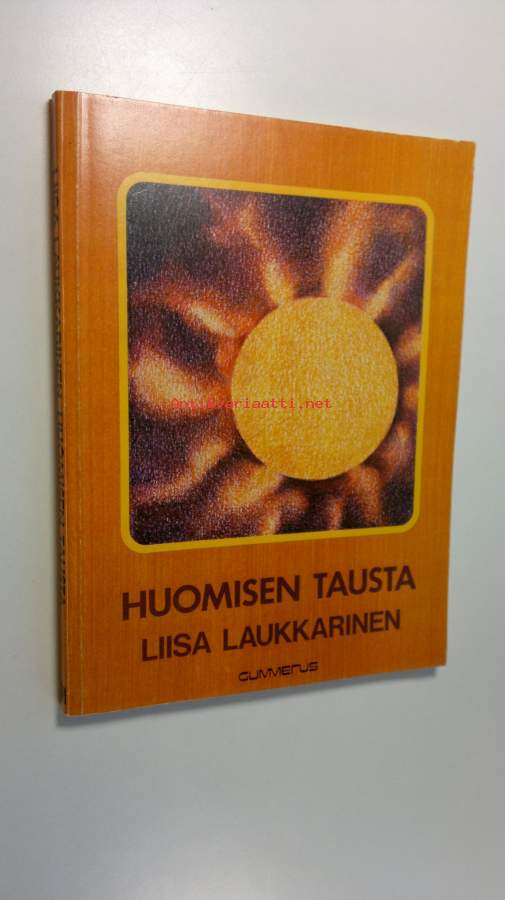 Antikvariaatti.net
HUOMISEN TAUSTA
LIISA LAUKKARINEN
GUMMERUS